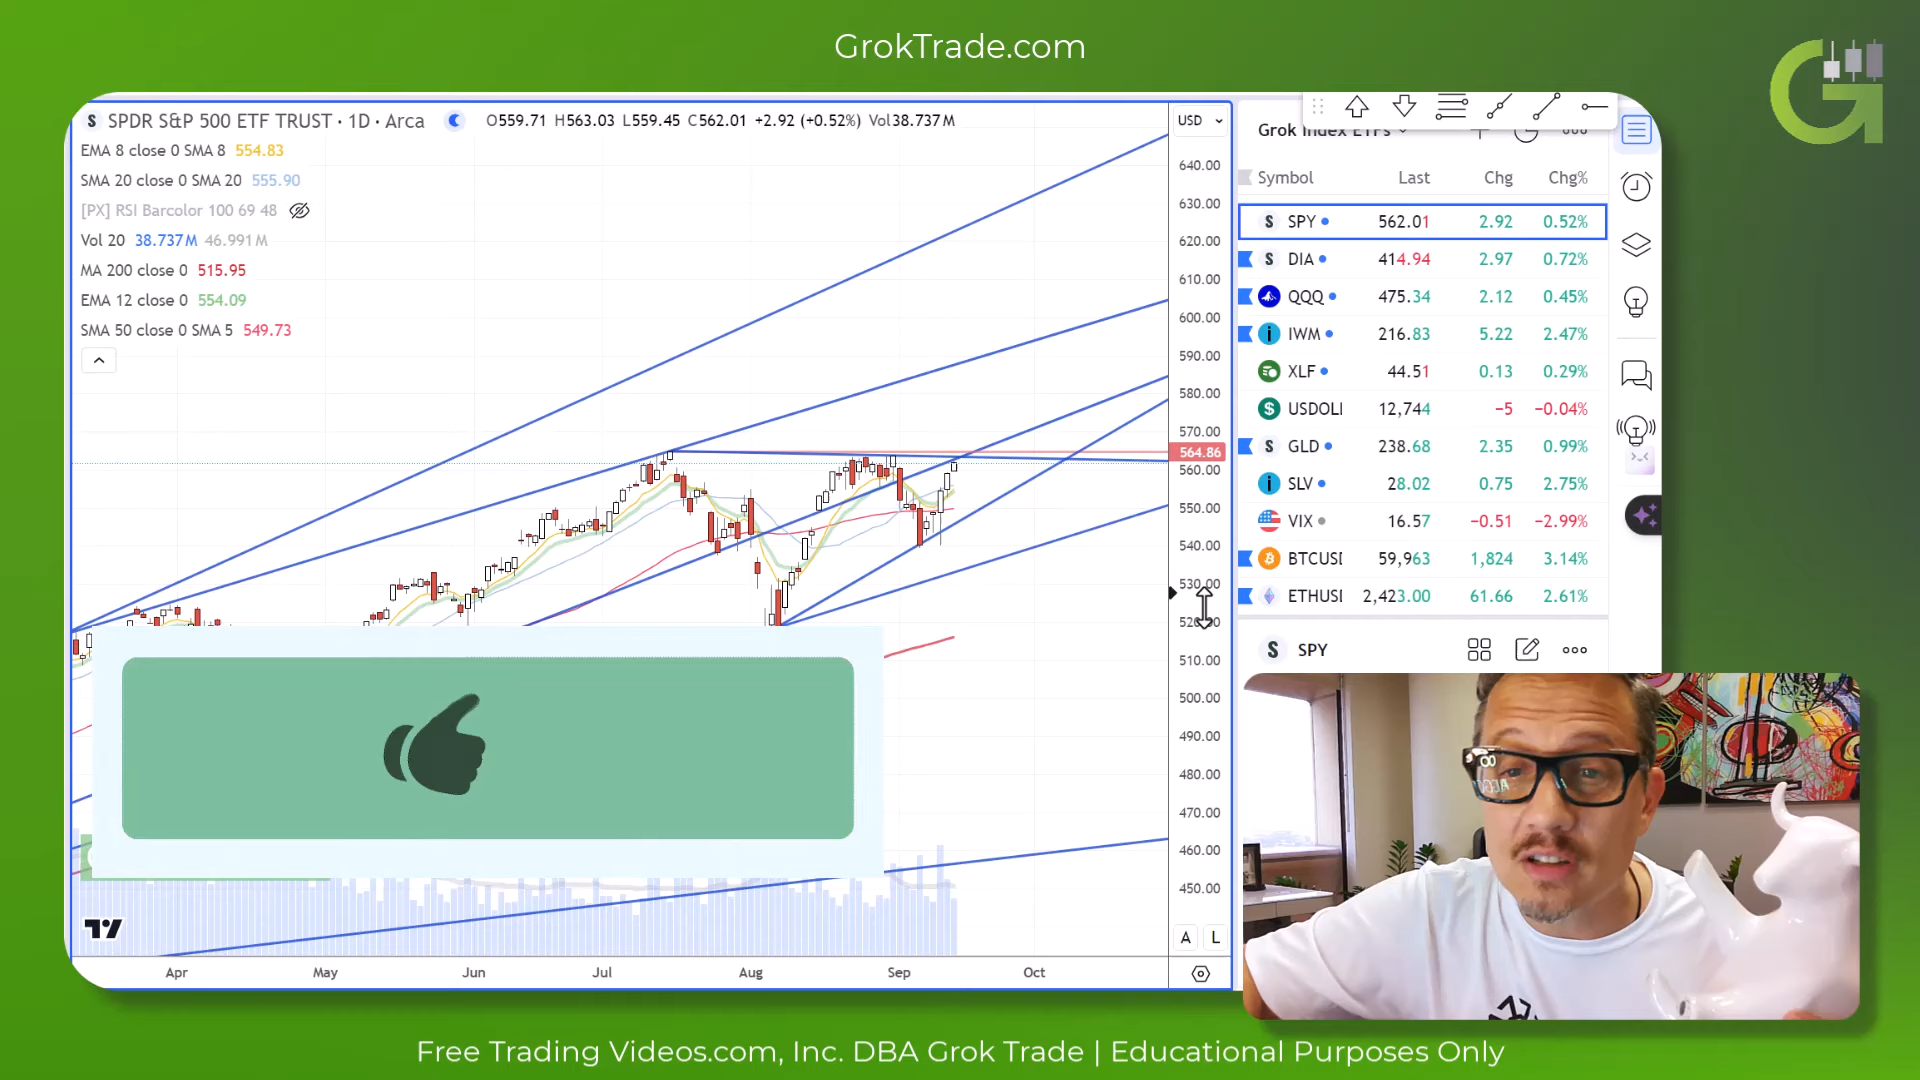 GrokTrade.com
SPDR S&P 500 ETF TRUST · 1D · Arca O559.71 H563.03 L559.45 C562.01 +2.92 (+0.52%) Vol38.737M
EMA 8 close 0 SMA 8 554.83
SMA 20 close 0 SMA 20 555.90
[PX] RSI Barcolor 100 69 48
Vol 20 38.737M 46.991M
MA 200 close 0 515.95
EMA 12 close 0 554.09
SMA 50 close 0 SMA 5 549.73
USD
640.00
630.00
620.00
610.00
600.00
590.00
580.00
570.00
564.86
560.00
550.00
540.00
530.00
520.00
510.00
500.00
490.00
480.00
470.00
460.00
450.00
A L
Apr May Jun Jul Aug Sep Oct
Grok Index ETFs
Symbol Last Chg Chg%
SPY 562.01 2.92 0.52%
DIA 414.94 2.97 0.72%
QQQ 475.34 2.12 0.45%
IWM 216.83 5.22 2.47%
XLF 44.51 0.13 0.29%
USDOLI 12,744 −5 −0.04%
GLD 238.68 2.35 0.99%
SLV 28.02 0.75 2.75%
VIX 16.57 −0.51 −2.99%
BTCUSI 59,963 1,824 3.14%
ETHUSI 2,423.00 61.66 2.61%
S SPY
Free Trading Videos.com, Inc. DBA Grok Trade | Educational Purposes Only